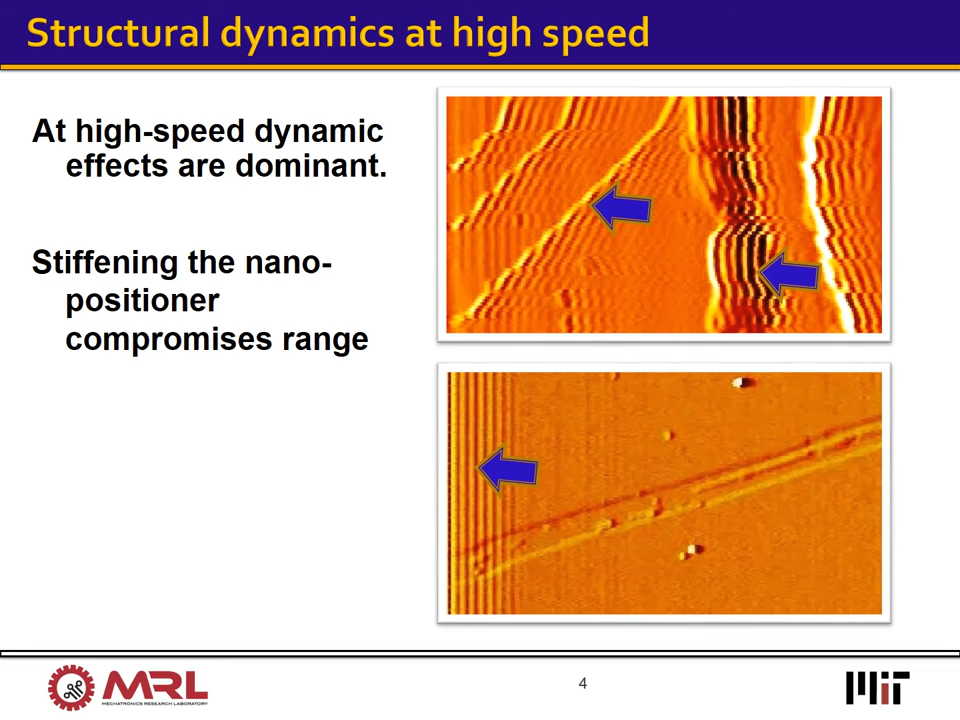 Structural dynamics at high speed
At high-speed dynamic
effects are dominant.
Stiffening the nano-
positioner
compromises range
MRL
MECHATRONICS RESEARCH LABORATORY
4
MIT